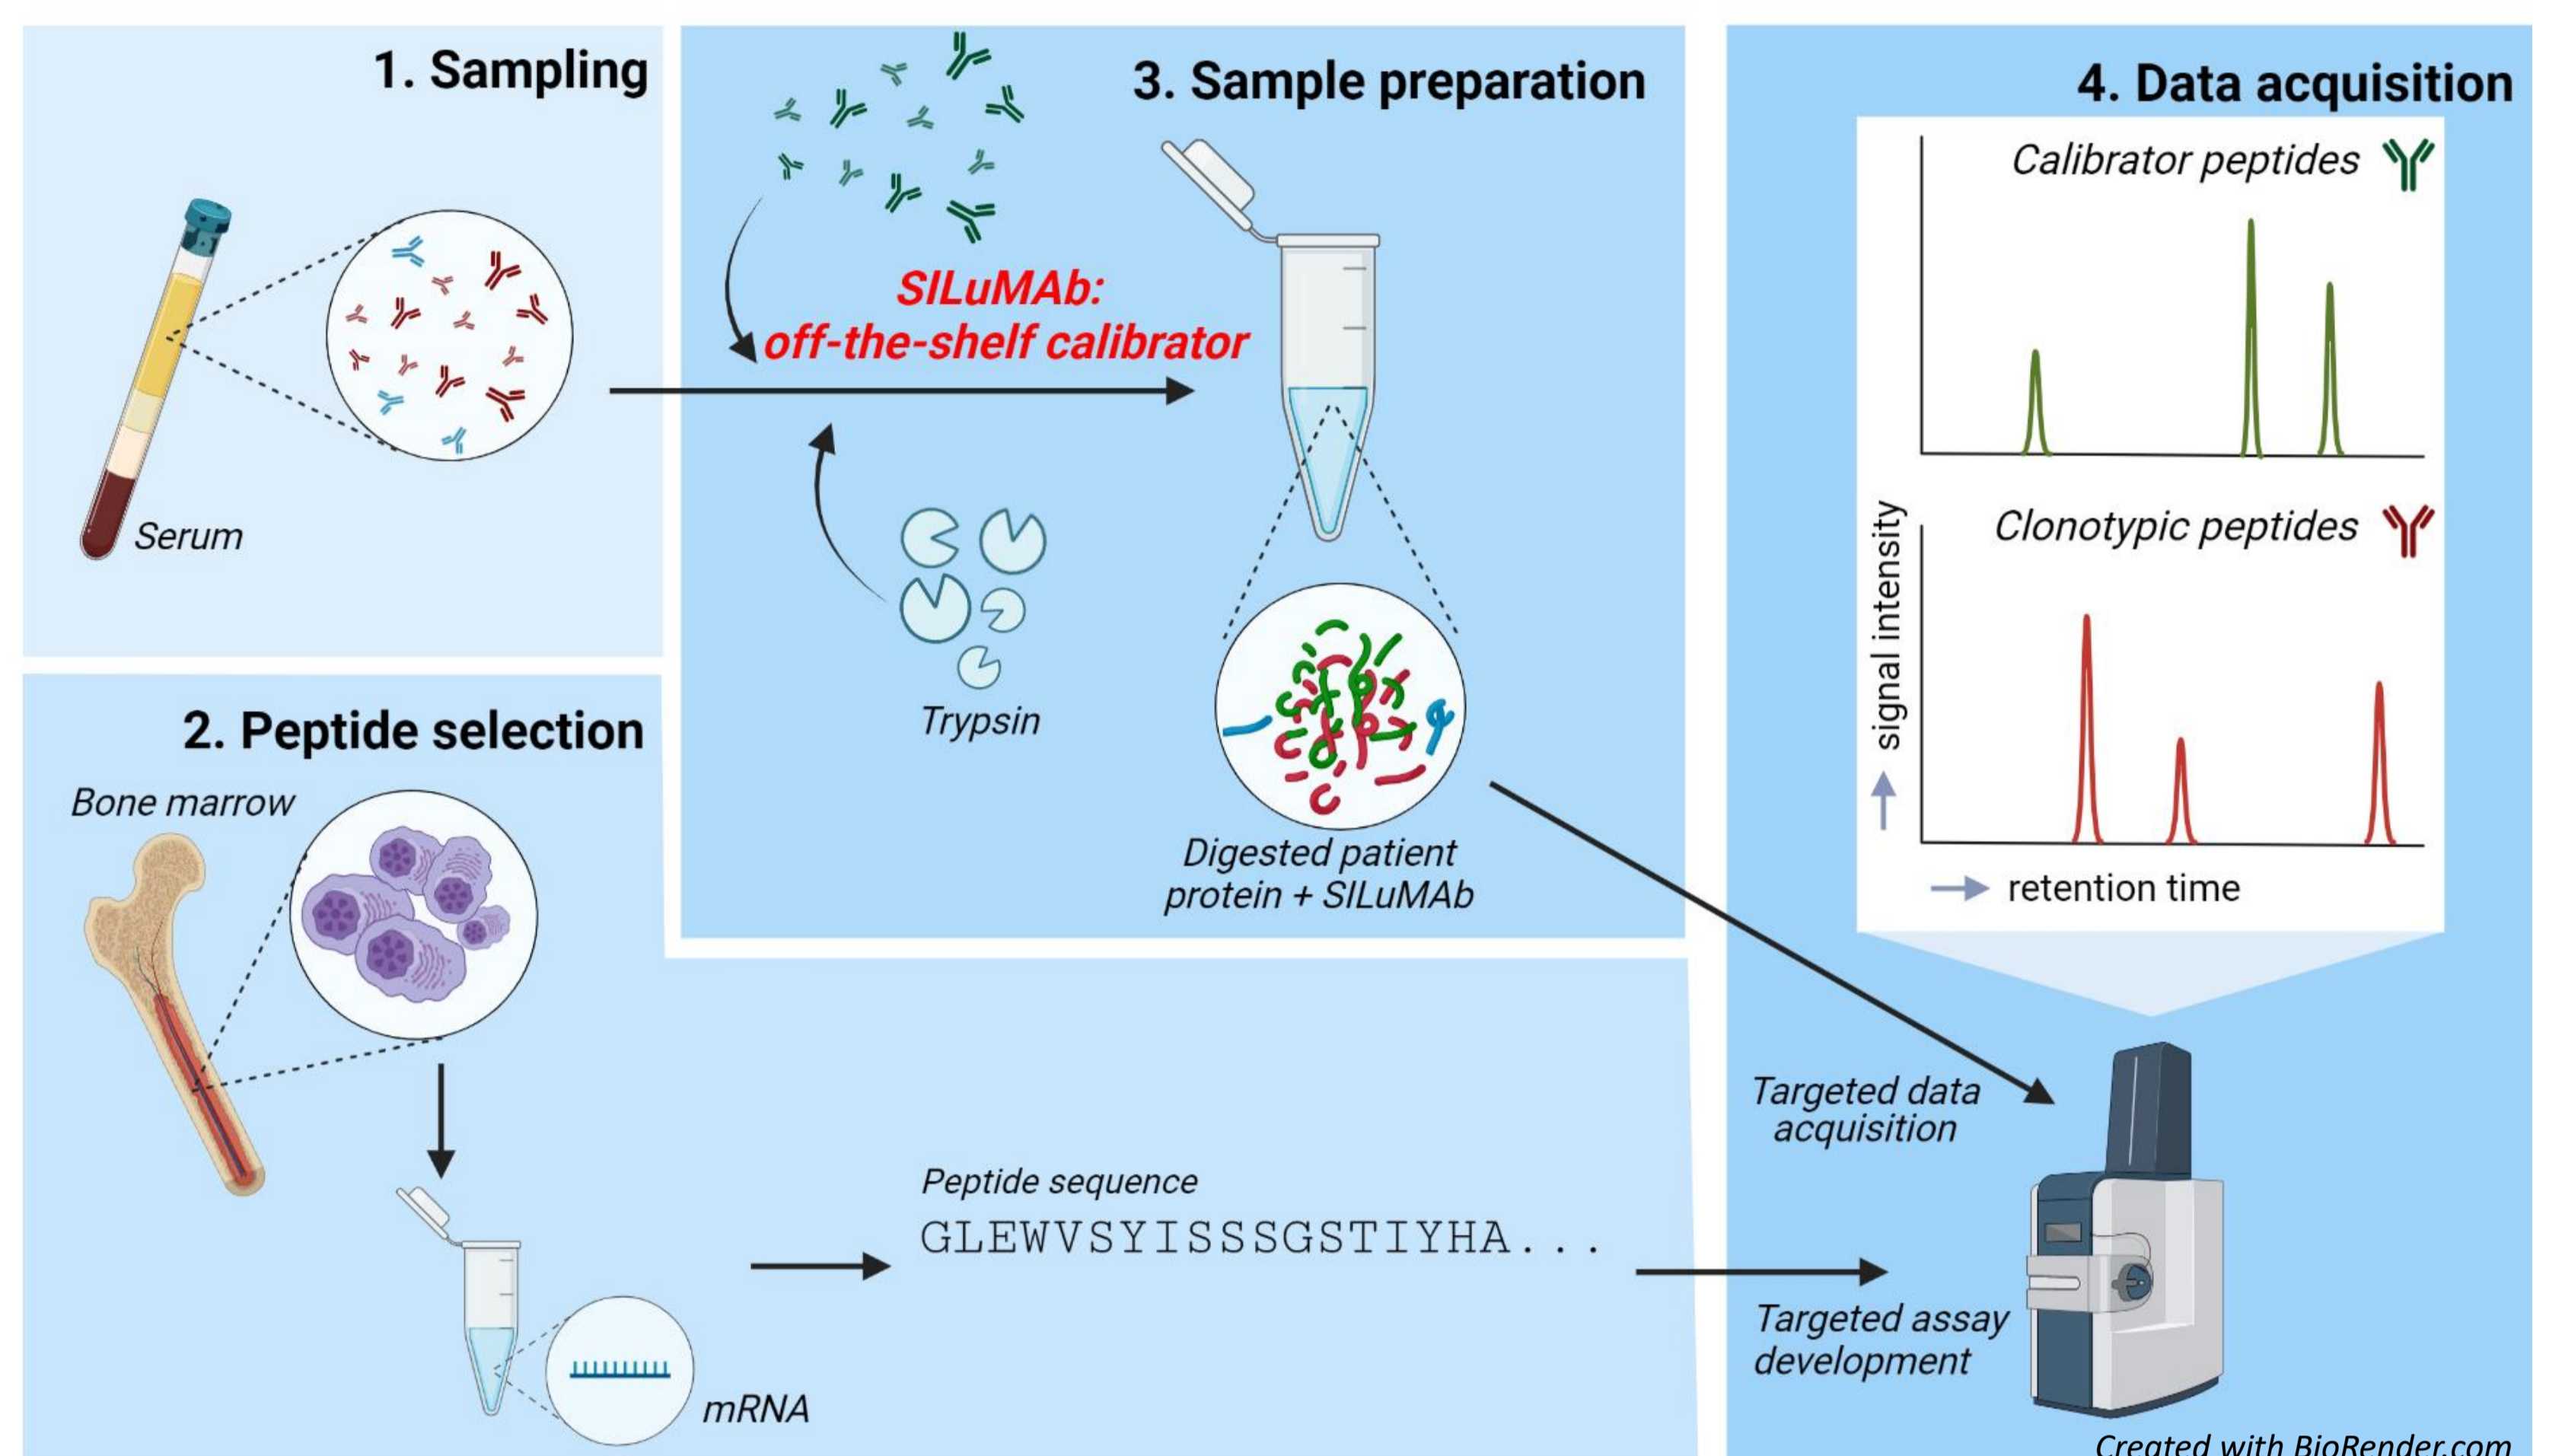 1. Sampling
Serum
2. Peptide selection
Bone marrow
mRNA
Peptide sequence
GLEWVSYISSSGSTIYHA...
3. Sample preparation
SILuMAb:
off-the-shelf calibrator
Trypsin
Digested patient
protein + SILuMAb
4. Data acquisition
Calibrator peptides
Clonotypic peptides
signal intensity
retention time
Targeted data
acquisition
Targeted assay
development
Created with BioRender.com